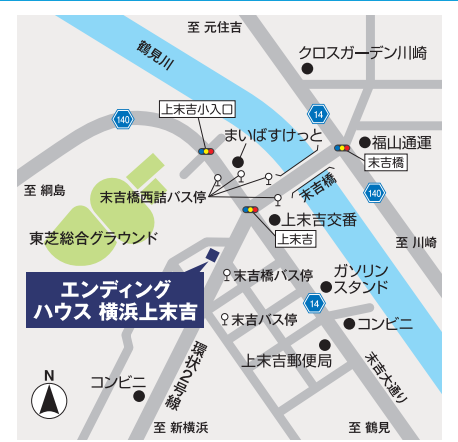 至 元住吉
鶴見川
クロスガーデン川崎
上末吉小入口
140
14
まいばすけっと
福山通運
末吉橋
至 綱島
末吉橋西詰バス停
末吉橋
140
上末吉交番
東芝総合グラウンド
上末吉
至 川崎
エンディング
ハウス 横浜上末吉
末吉橋バス停
ガソリン
スタンド
14
末吉バス停
コンビニ
環状2号線
上末吉郵便局
末吉大通り
N
コンビニ
至 新横浜
至 鶴見